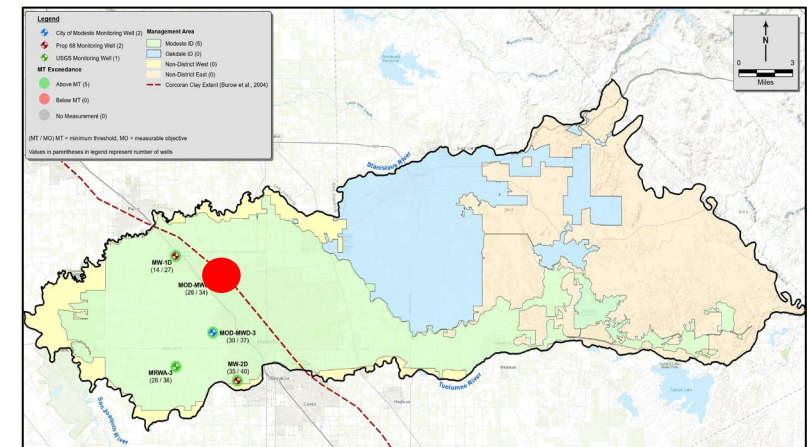 Legend
City of Modesto Monitoring Well (2)
Prop 68 Monitoring Well (2)
USGS Monitoring Well (1)
MT Exceedance
Above MT (5)
Below MT (0)
No Measurement (0)
Management Area
Modesto ID (5)
Oakdale ID (0)
Non-District West (0)
Non-District East (0)
Corcoran Clay Extent (Burow et al., 2004)
(MT / MO) MT = minimum threshold, MO = measurable objective
Values in parentheses in legend represent number of wells
N
0 3
Miles
Stanislaus River
MW-1D
(14 / 27)
(26 / 34)
MOD-MWD-3
(30 / 37)
MW-2D
(35 / 40)
MRWA-3
(28 / 36)
Tuolumne River
San Joaquin River